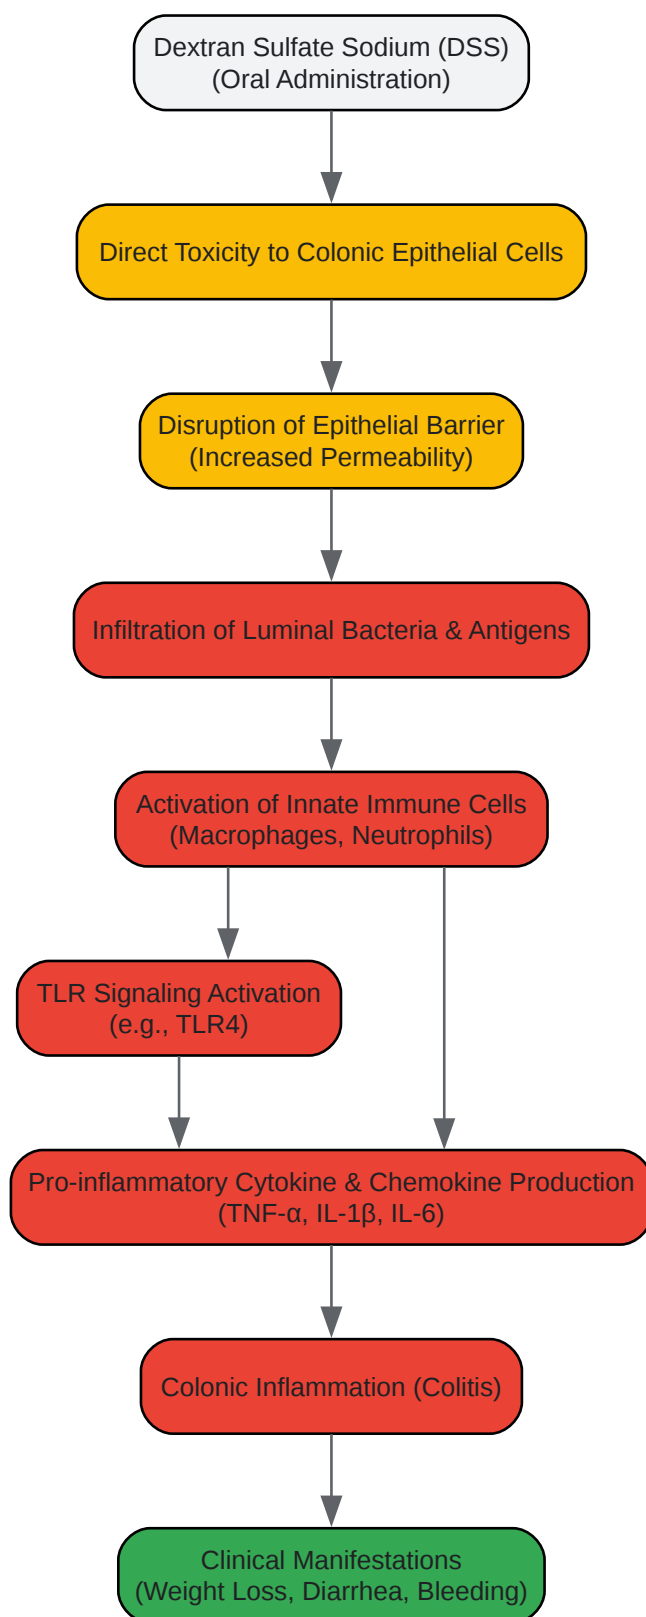 Dextran Sulfate Sodium (DSS)
(Oral Administration)
Direct Toxicity to Colonic Epithelial Cells
Disruption of Epithelial Barrier
(Increased Permeability)
Infiltration of Luminal Bacteria & Antigens
Activation of Innate Immune Cells
(Macrophages, Neutrophils)
TLR Signaling Activation
(e.g., TLR4)
Pro-inflammatory Cytokine & Chemokine Production
(TNF-α, IL-1β, IL-6)
Colonic Inflammation (Colitis)
Clinical Manifestations
(Weight Loss, Diarrhea, Bleeding)